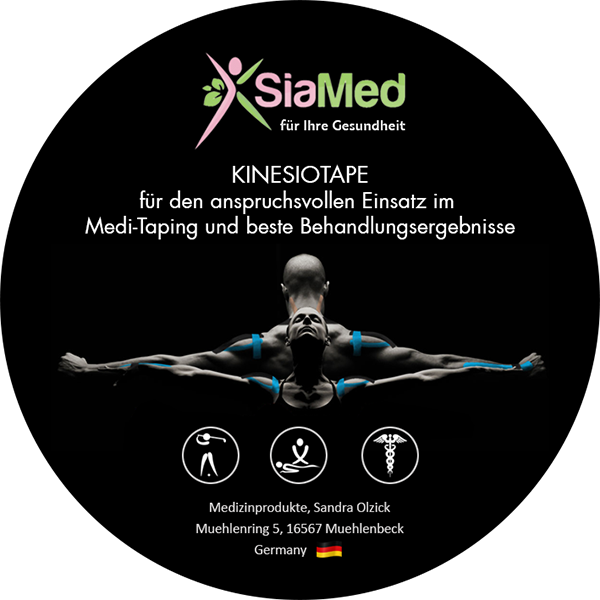 SiaMed
für Ihre Gesundheit
KINESIOTAPE
für den anspruchsvollen Einsatz im
Medi-Taping und beste Behandlungsergebnisse
Medizinprodukte, Sandra Olzick
Muehlenring 5, 16567 Muehlenbeck
Germany